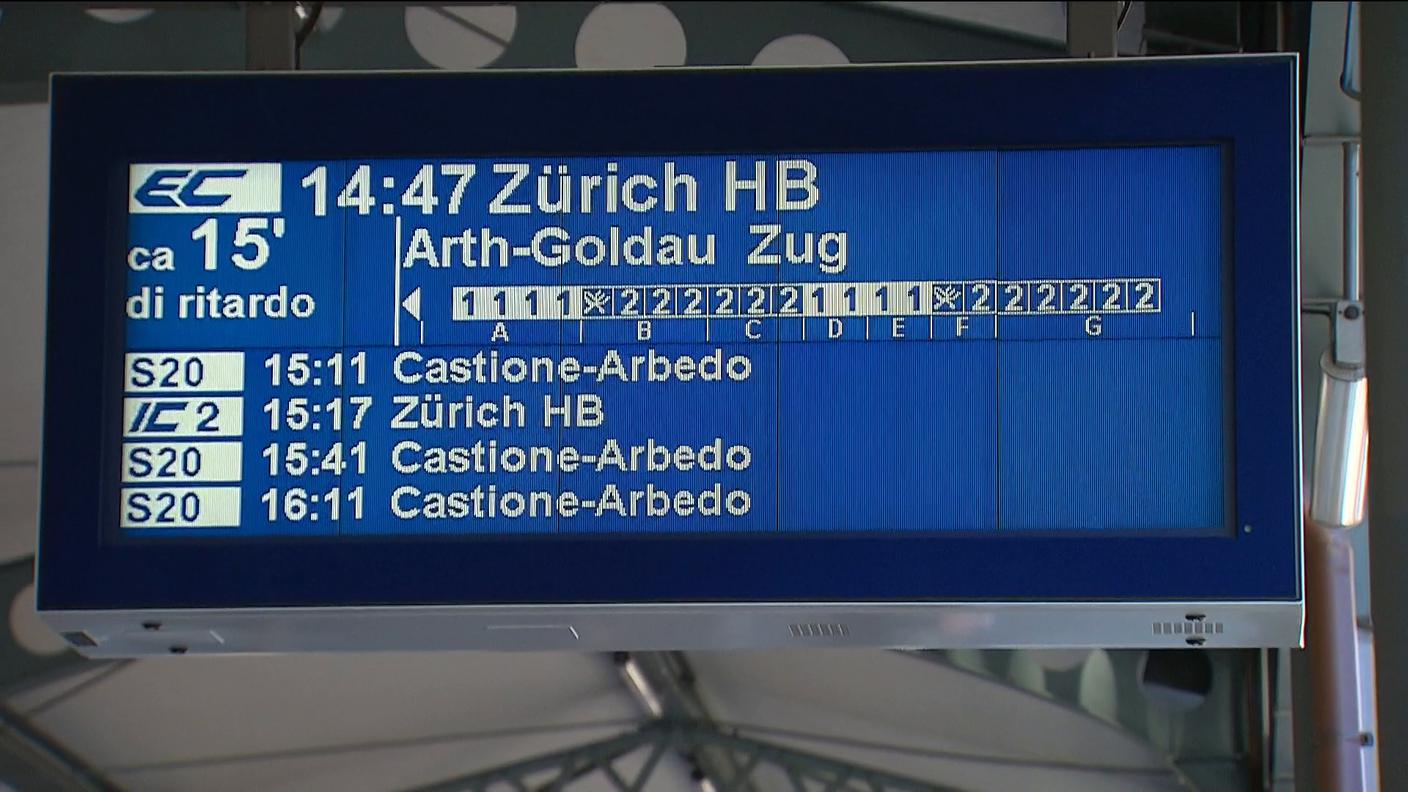 EC 14:47 Zürich HB
ca 15' Arth-Goldau Zug
di ritardo 1 1 1 1 2 2 2 2 2 2 1 1 1 1 2 2 2 2 2 2
A B C D E F G
S20 15:11 Castione-Arbedo
IC 2 15:17 Zürich HB
S20 15:41 Castione-Arbedo
S20 16:11 Castione-Arbedo